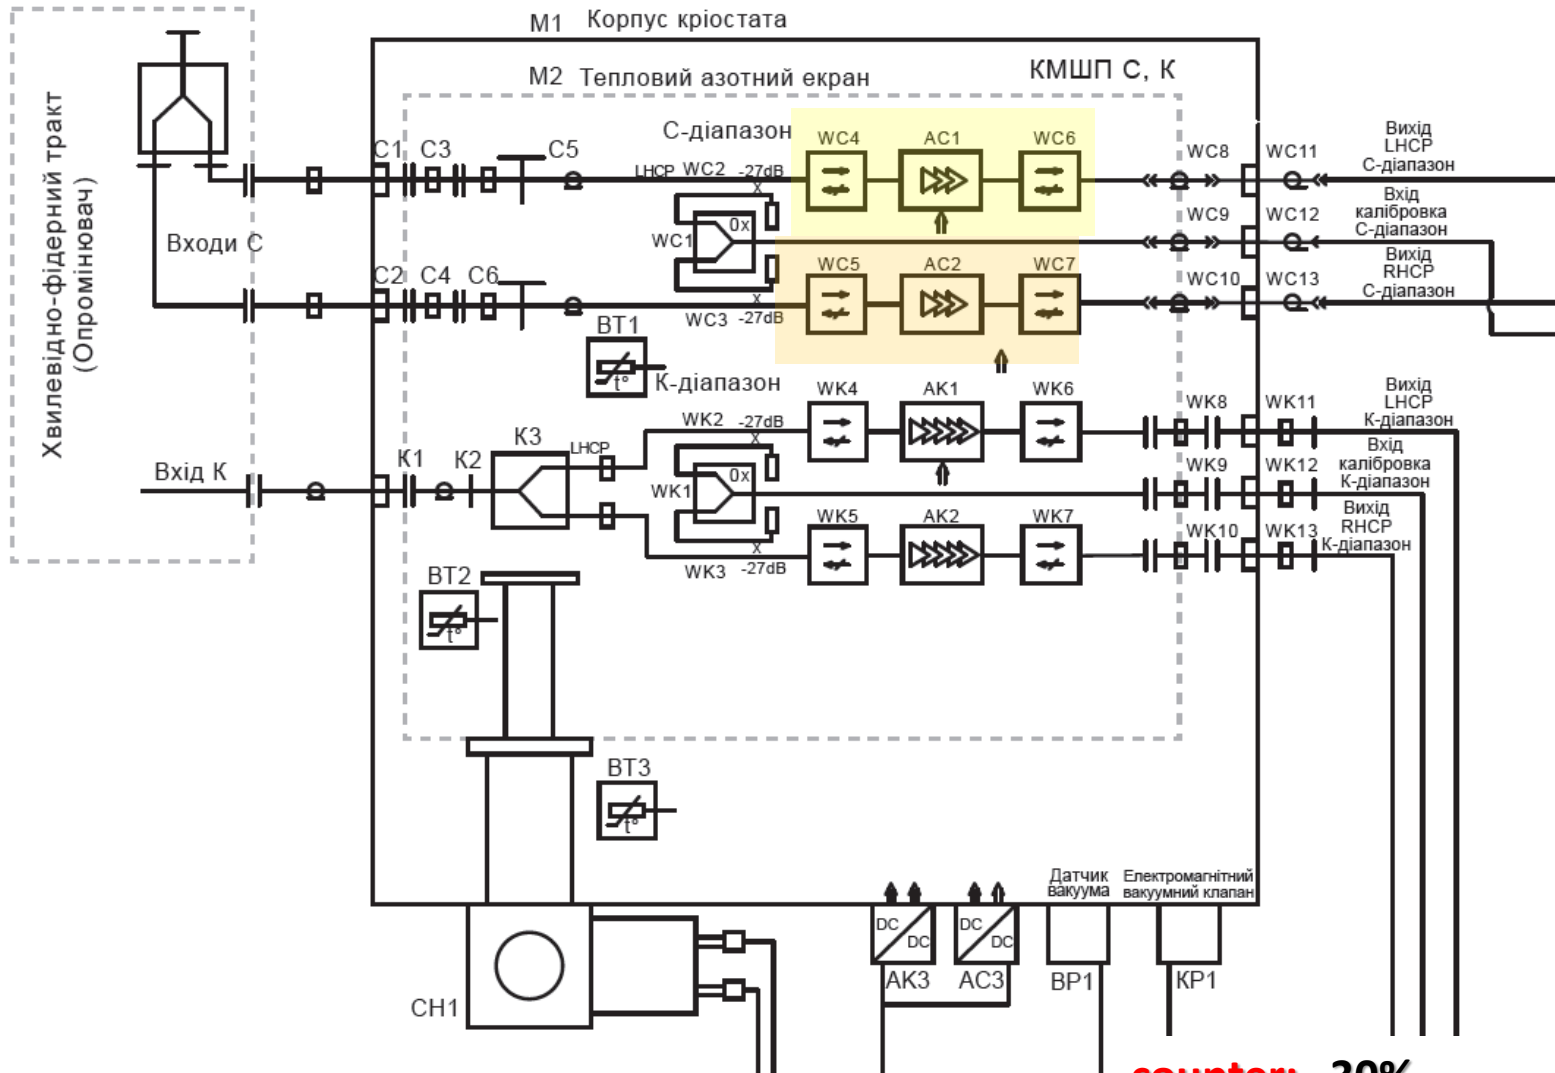 М1 Корпус кріостата
М2 Тепловий азотний екран
КМШП С, К
Хвилевідно-фідерний тракт
(Опромінювач)
Входи С
Вхід К
С-діапазон
C1 C3 C5
LHCP WC2 -27dB
X
WC4 AC1 WC6
WC8 WC11
Вихід
LHCP
С-діапазон
WC1 0x
WC9 WC12
Вхід
калібровка
С-діапазон
C2 C4 C6
WC3 -27dB
X
WC5 AC2 WC7
WC10 WC13
Вихід
RHCP
С-діапазон
BT1
t°
К-діапазон
WK2 -27dB
X
WK4 AK1 WK6
WK8 WK11
Вихід
LHCP
К-діапазон
K1 K2 K3
LHCP
WK1 0x
WK9 WK12
Вхід
калібровка
К-діапазон
X
WK3 -27dB
WK5 AK2 WK7
WK10 WK13
Вихід
RHCP
К-діапазон
BT2
t°
BT3
t°
Датчик
вакуума
Електромагнітний
вакуумний клапан
DC
DC
DC
DC
CH1
AK3 AC3 BP1 КР1
counter: 30%